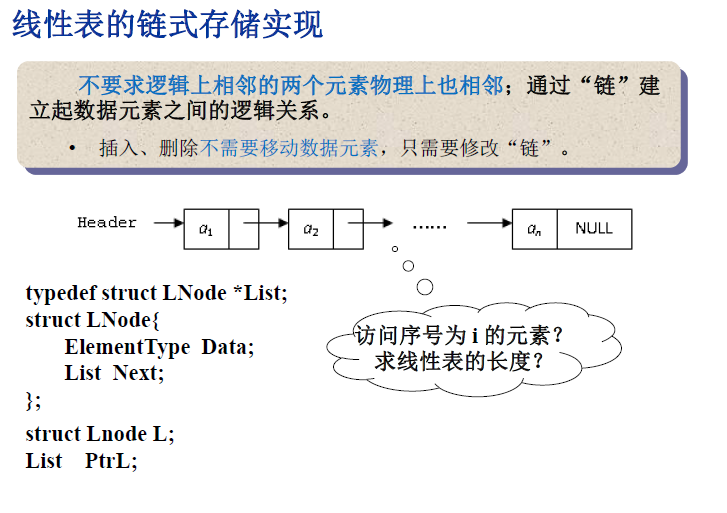 线性表的链式存储实现
不要求逻辑上相邻的两个元素物理上也相邻；通过“链”建
立起数据元素之间的逻辑关系。
• 插入、删除不需要移动数据元素，只需要修改“链”。
Header a1 a2 …… an NULL
typedef struct LNode *List;
struct LNode{
ElementType Data;
List Next;
};
struct Lnode L;
List PtrL;
访问序号为 i 的元素？
求线性表的长度？